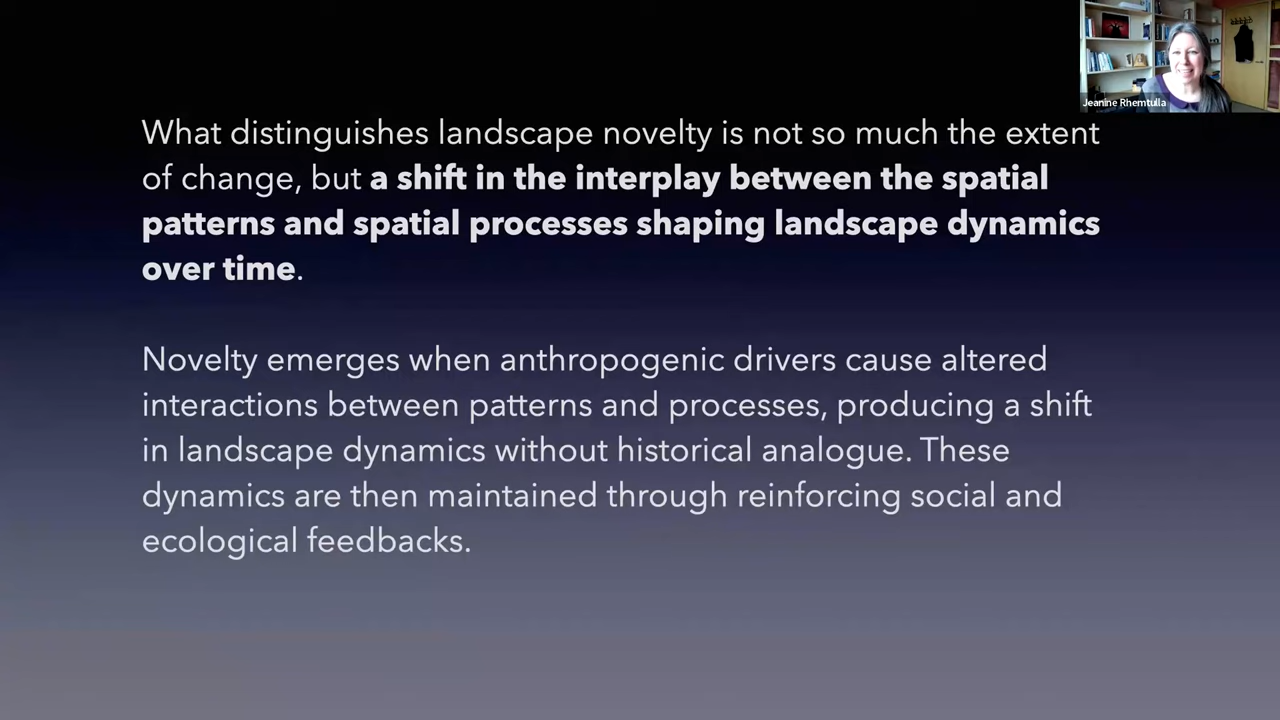 Jeanine Rhemtulla
What distinguishes landscape novelty is not so much the extent
of change, but a shift in the interplay between the spatial
patterns and spatial processes shaping landscape dynamics
over time.
Novelty emerges when anthropogenic drivers cause altered
interactions between patterns and processes, producing a shift
in landscape dynamics without historical analogue. These
dynamics are then maintained through reinforcing social and
ecological feedbacks.